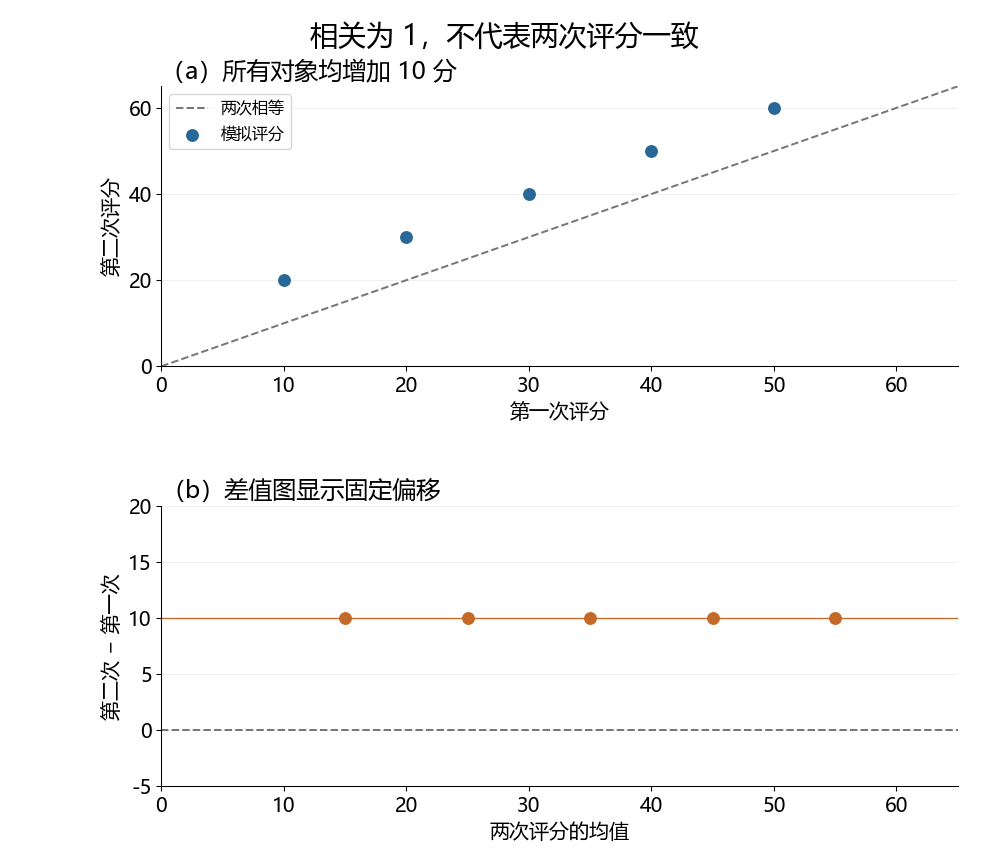 相关为 1，不代表两次评分一致
（a）所有对象均增加 10 分
两次相等
模拟评分
第二次评分
60
40
20
0
0 10 20 30 40 50 60
第一次评分
（b）差值图显示固定偏移
第二次 − 第一次
20
15
10
5
0
-5
0 10 20 30 40 50 60
两次评分的均值